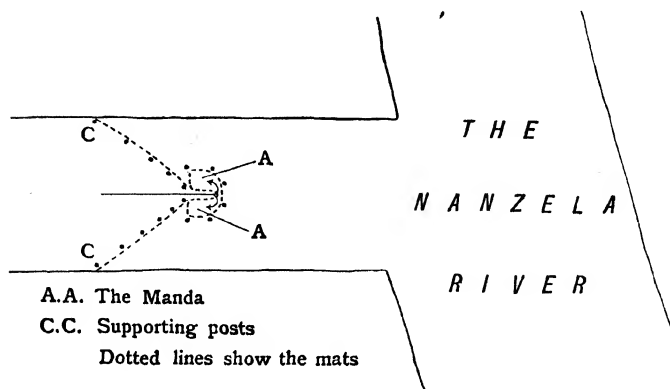 C
A
A
C
THE
NANZELA
RIVER
A.A. The Manda
C.C. Supporting posts
Dotted lines show the mats